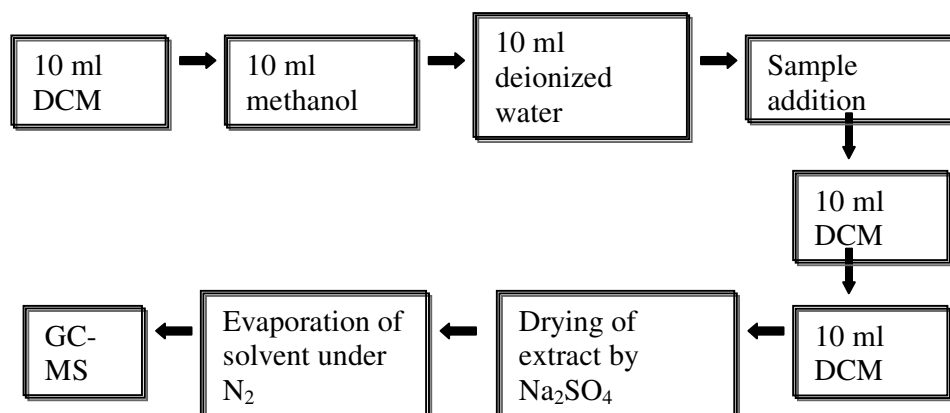 10 ml
DCM
10 ml
methanol
10 ml
deionized
water
Sample
addition
10 ml
DCM
10 ml
DCM
Drying of
extract by
Na₂SO₄
Evaporation of
solvent under
N₂
GC-
MS